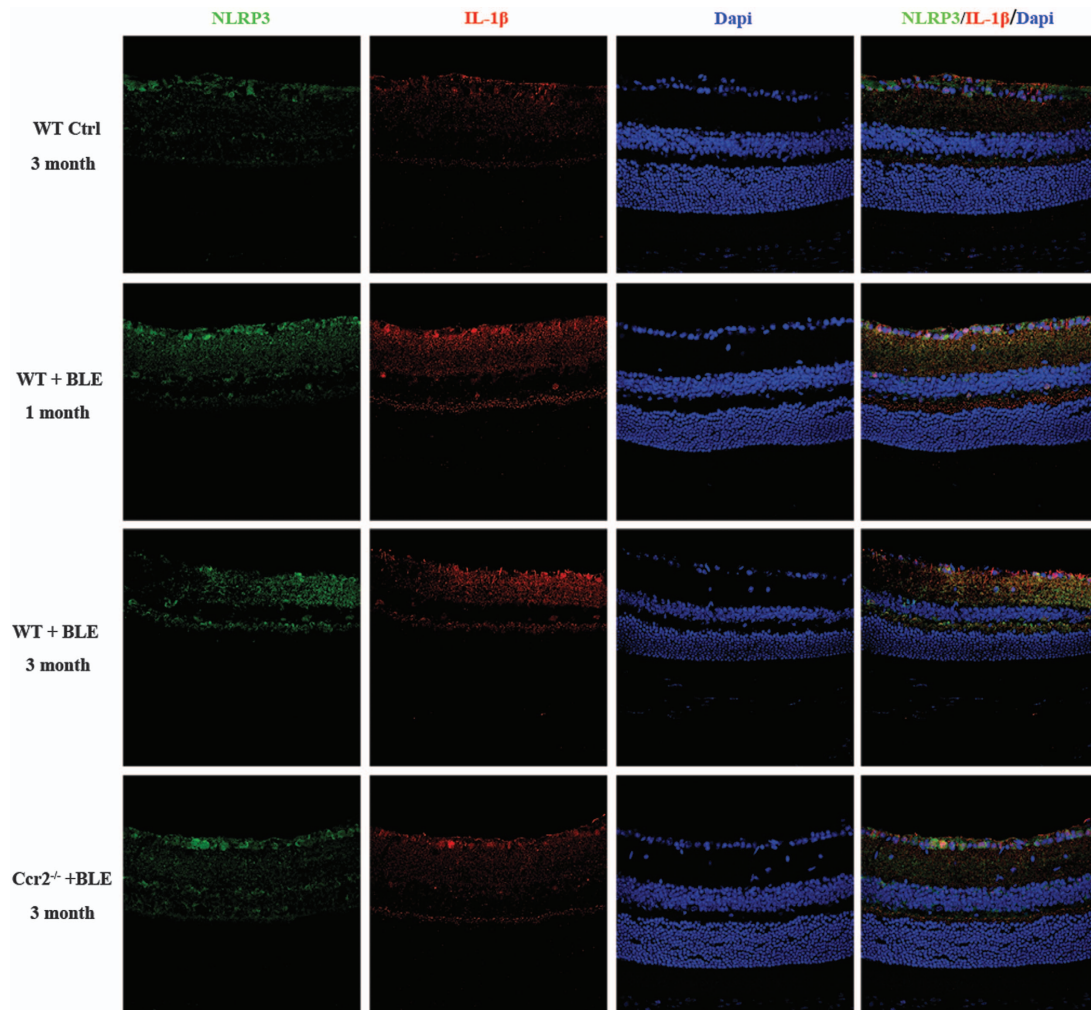 NLRP3 IL-1β Dapi NLRP3/IL-1β/Dapi
WT Ctrl
3 month
WT + BLE
1 month
WT + BLE
3 month
Ccr2⁻/⁻ +BLE
3 month